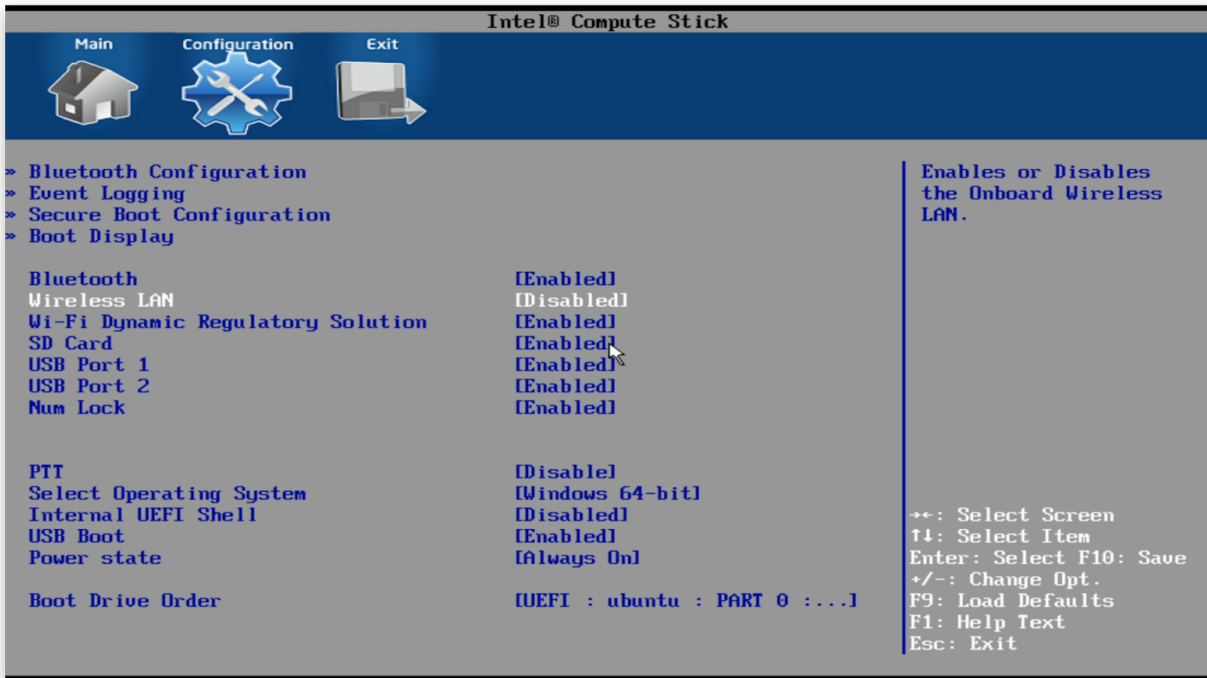 Intel® Compute Stick
Main Configuration Exit
» Bluetooth Configuration
» Event Logging
» Secure Boot Configuration
» Boot Display
Bluetooth [Enabled]
Wireless LAN [Disabled]
Wi-Fi Dynamic Regulatory Solution [Enabled]
SD Card [Enabled]
USB Port 1 [Enabled]
USB Port 2 [Enabled]
Num Lock [Enabled]
PTT [Disable]
Select Operating System [Windows 64-bit]
Internal UEFI Shell [Disabled]
USB Boot [Enabled]
Power state [Always On]
Boot Drive Order [UEFI : ubuntu : PART 0 :...]
Enables or Disables
the Onboard Wireless
LAN.
→←: Select Screen
↑↓: Select Item
Enter: Select F10: Save
+/-: Change Opt.
F9: Load Defaults
F1: Help Text
Esc: Exit